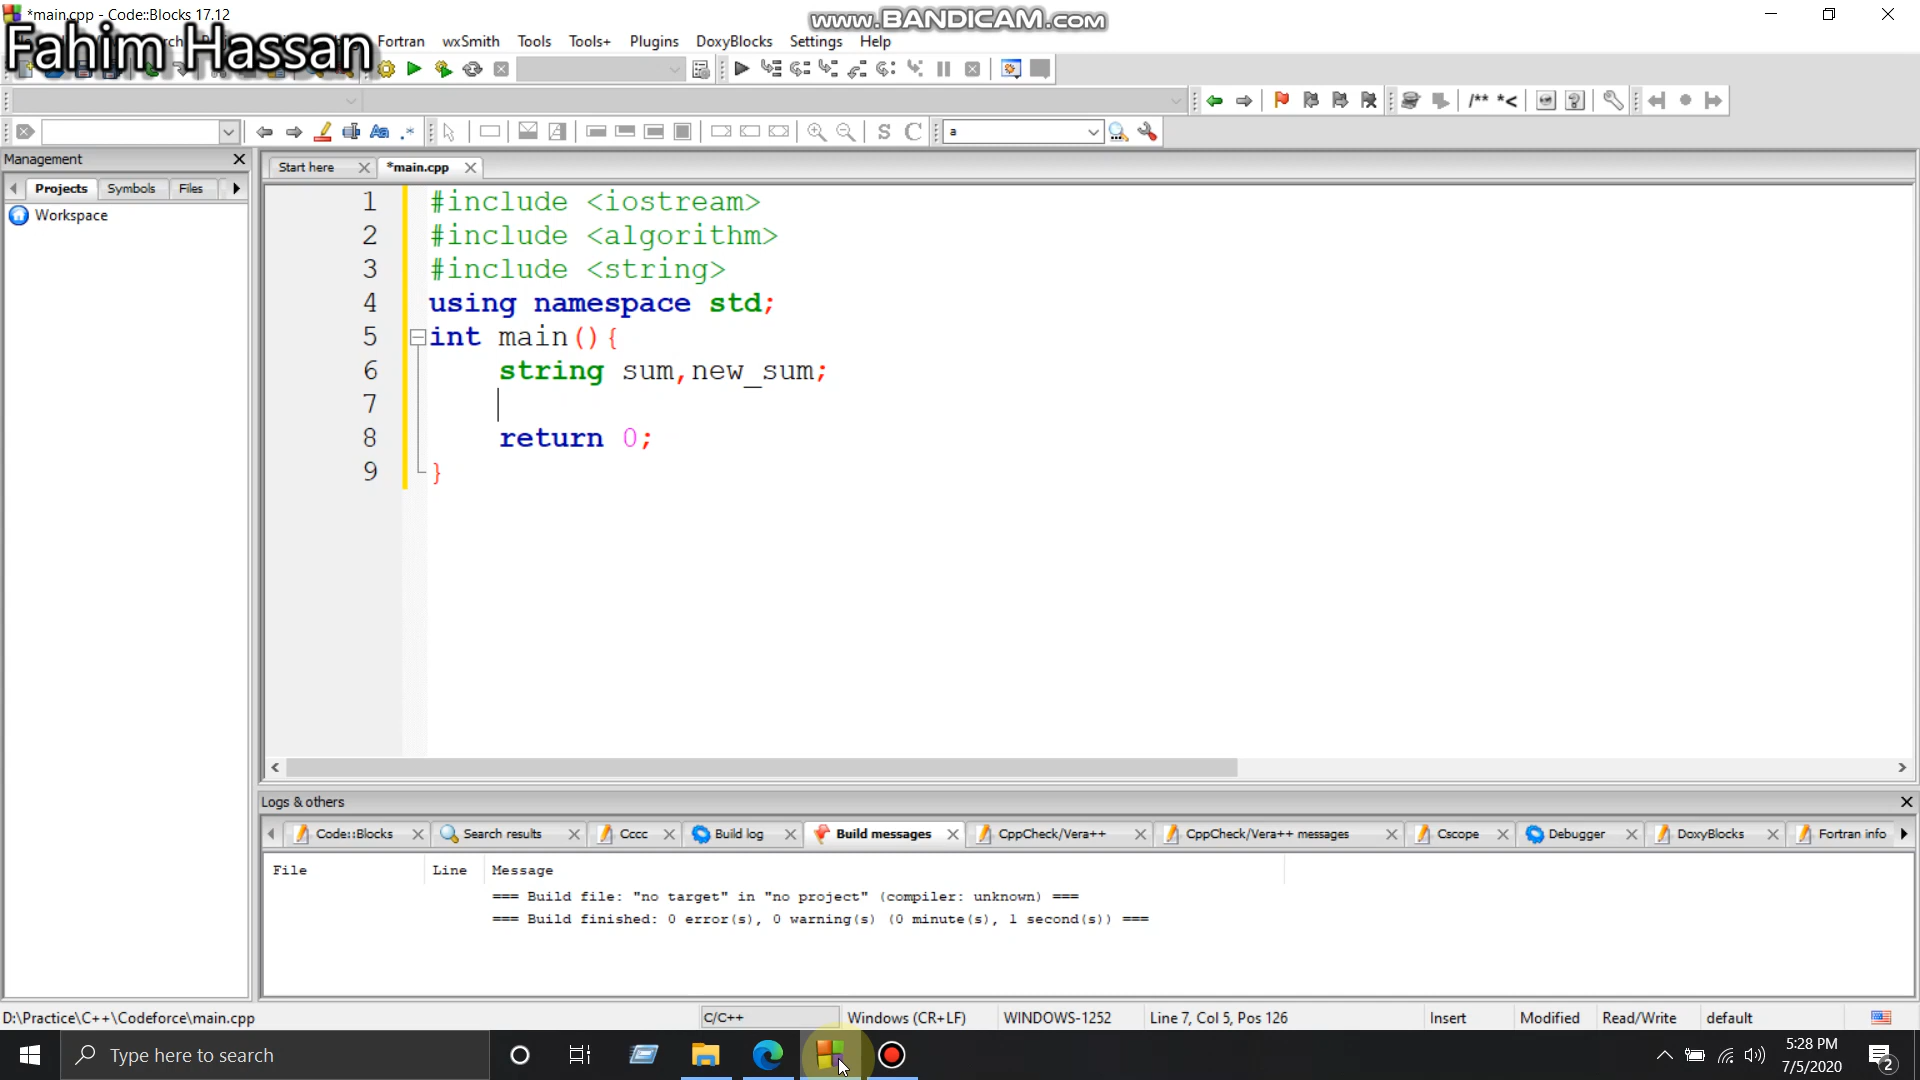 *main.cpp - Code::Blocks 17.12
www.BANDICAM.com
Fahim Hassan
Fortran wxSmith Tools Tools+ Plugins DoxyBlocks Settings Help
/** *<
a
Management
Start here *main.cpp
Projects Symbols Files
Workspace
1 #include <iostream>
2 #include <algorithm>
3 #include <string>
4 using namespace std;
5 int main(){
6 string sum,new_sum;
7
8 return 0;
9 }
Logs & others
Code::Blocks Search results Cccc Build log Build messages CppCheck/Vera++ CppCheck/Vera++ messages Cscope Debugger DoxyBlocks Fortran info
File Line Message
=== Build file: "no target" in "no project" (compiler: unknown) ===
=== Build finished: 0 error(s), 0 warning(s) (0 minute(s), 1 second(s)) ===
D:\Practice\C++\Codeforce\main.cpp C/C++ Windows (CR+LF) WINDOWS-1252 Line 7, Col 5, Pos 126 Insert Modified Read/Write default
Type here to search
5:28 PM
7/5/2020
2